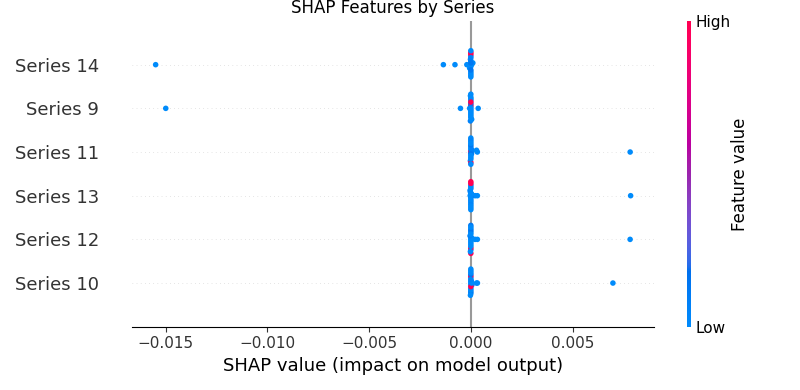 SHAP Features by Series
High
Series 14
Series 9
Series 11
Series 13
Series 12
Series 10
Feature value
Low
−0.015 −0.010 −0.005 0.000 0.005
SHAP value (impact on model output)